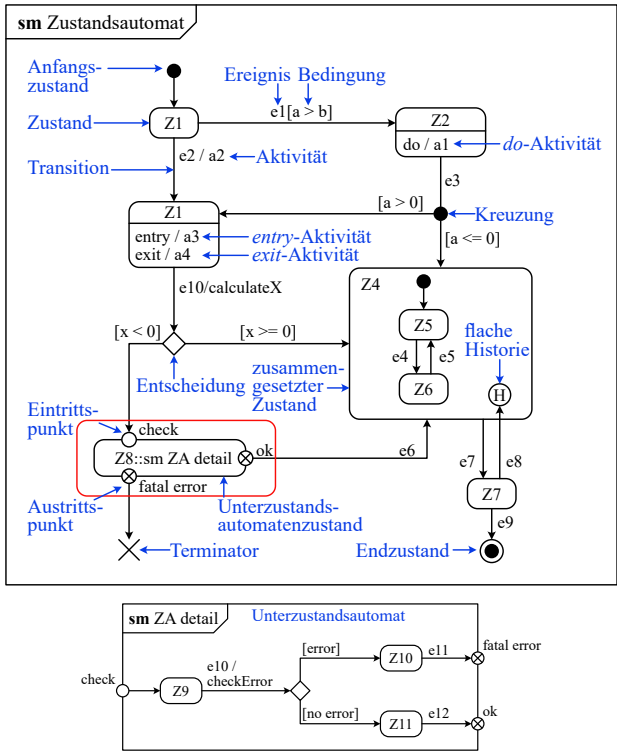 sm Zustandsautomat
Anfangs-
zustand
Ereignis Bedingung
e1[a > b]
Zustand
Z1
Z2
do / a1
do-Aktivität
e2 / a2
Aktivität
Transition
e3
Z1
[a > 0]
Kreuzung
entry / a3
entry-Aktivität
exit / a4
exit-Aktivität
[a <= 0]
e10/calculateX
Z4
Z5
flache
Historie
[x < 0]
[x >= 0]
e4
e5
Entscheidung
zusammen-
gesetzter
Zustand
Z6
H
Eintritts-
punkt
check
ok
e6
Z8::sm ZA detail
e7
e8
fatal error
Z7
Austritts-
punkt
Unterzustands-
automatenzustand
e9
Terminator
Endzustand
sm ZA detail
Unterzustandsautomat
[error]
Z10
e11
fatal error
e10 /
checkError
check
Z9
[no error]
Z11
e12
ok